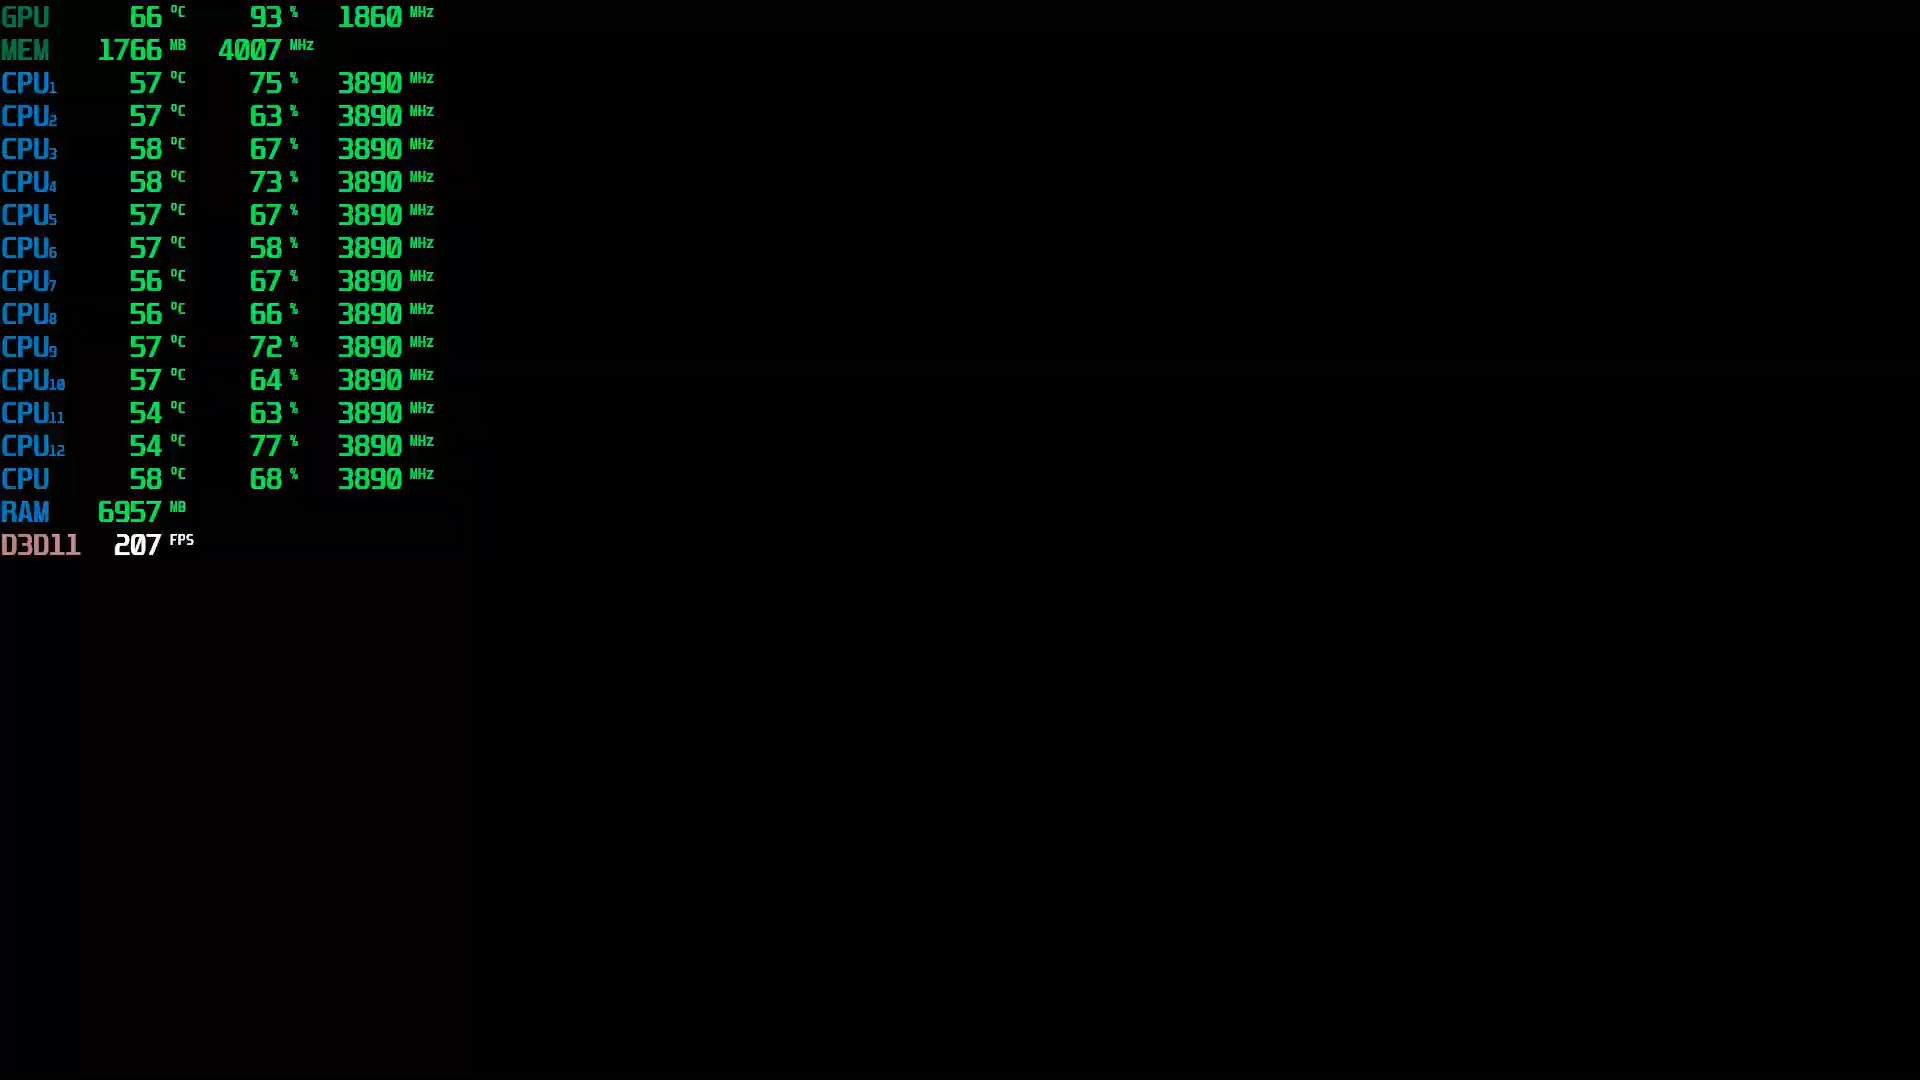 GPU 66 °C 93 % 1860 MHz
MEM 1766 MB 4007 MHz
CPU1 57 °C 75 % 3890 MHz
CPU2 57 °C 63 % 3890 MHz
CPU3 58 °C 67 % 3890 MHz
CPU4 58 °C 73 % 3890 MHz
CPU5 57 °C 67 % 3890 MHz
CPU6 57 °C 58 % 3890 MHz
CPU7 56 °C 67 % 3890 MHz
CPU8 56 °C 66 % 3890 MHz
CPU9 57 °C 72 % 3890 MHz
CPU10 57 °C 64 % 3890 MHz
CPU11 54 °C 63 % 3890 MHz
CPU12 54 °C 77 % 3890 MHz
CPU 58 °C 68 % 3890 MHz
RAM 6957 MB
D3D11 207 FPS